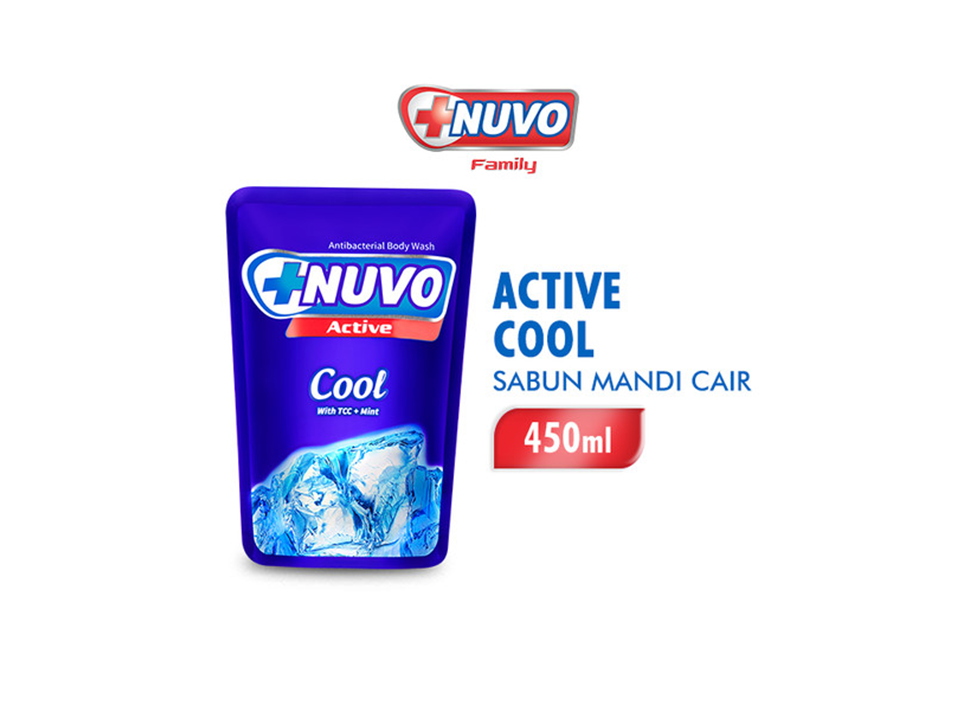 NUVO
Family
Antibacterial Body Wash
NUVO
Active
Cool
With TCC + Mint
ACTIVE
COOL
SABUN MANDI CAIR
450ml